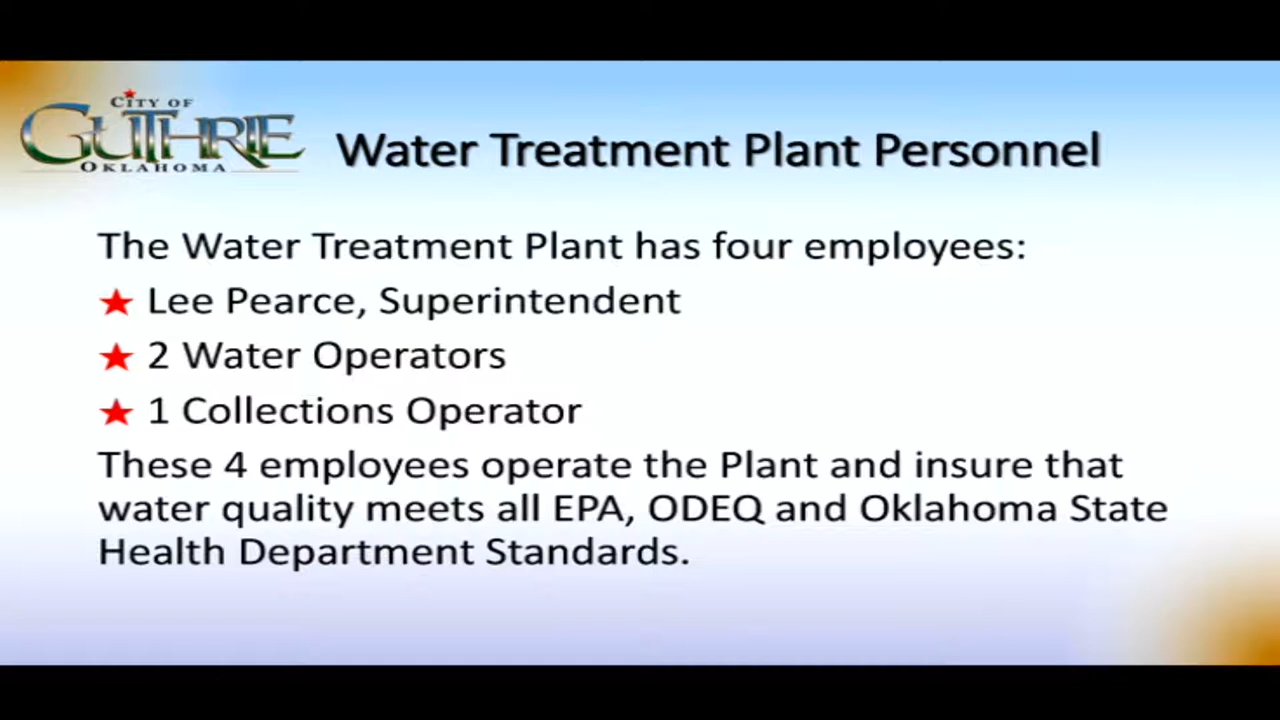 CITY OF
GUTHRIE
OKLAHOMA
Water Treatment Plant Personnel
The Water Treatment Plant has four employees:
Lee Pearce, Superintendent
2 Water Operators
1 Collections Operator
These 4 employees operate the Plant and insure that
water quality meets all EPA, ODEQ and Oklahoma State
Health Department Standards.